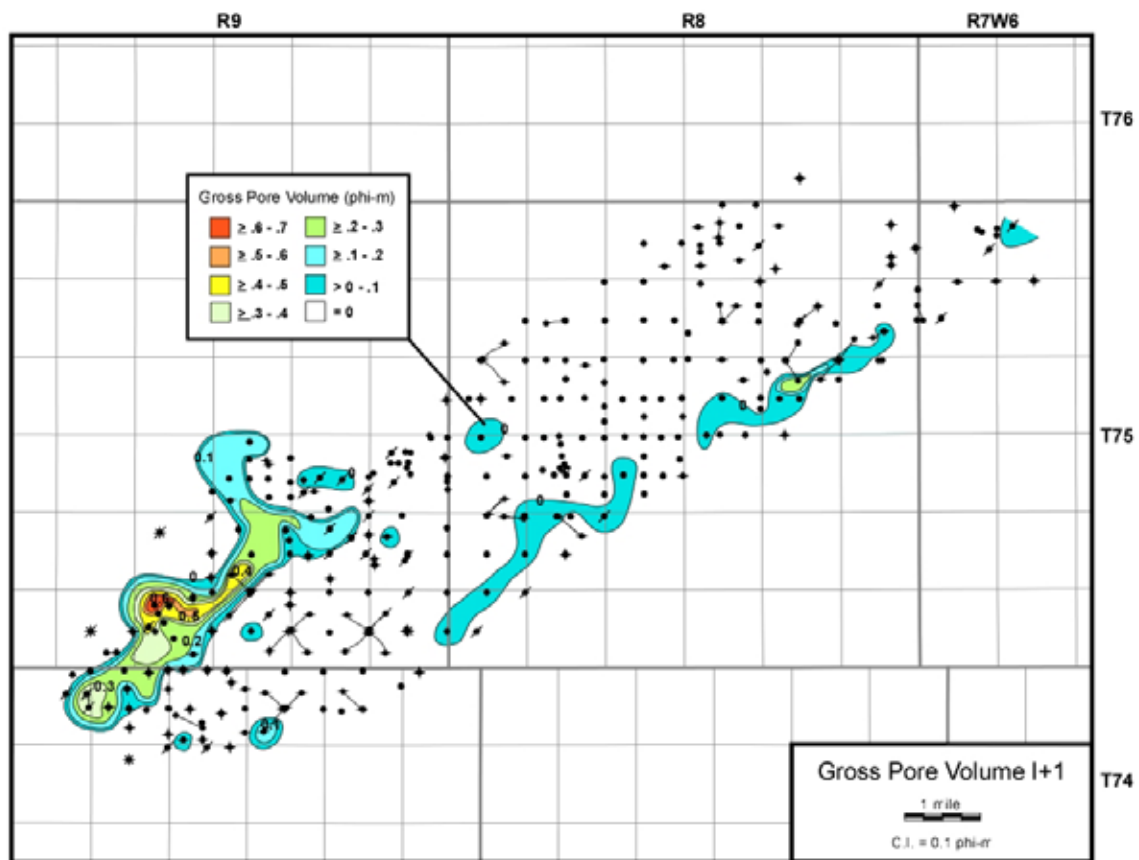 R9 R8 R7W6
T76
Gross Pore Volume (phi-m)
≥ .6 - .7 ≥ .2 - .3
≥ .5 - .6 ≥ .1 - .2
≥ .4 - .5 > 0 - .1
≥ .3 - .4 = 0
0
0
T75
0.1
0
0
0.4
0
0.5
0.2
0.3
0.1
Gross Pore Volume I+1
1 mile
C.I. = 0.1 phi-m
T74